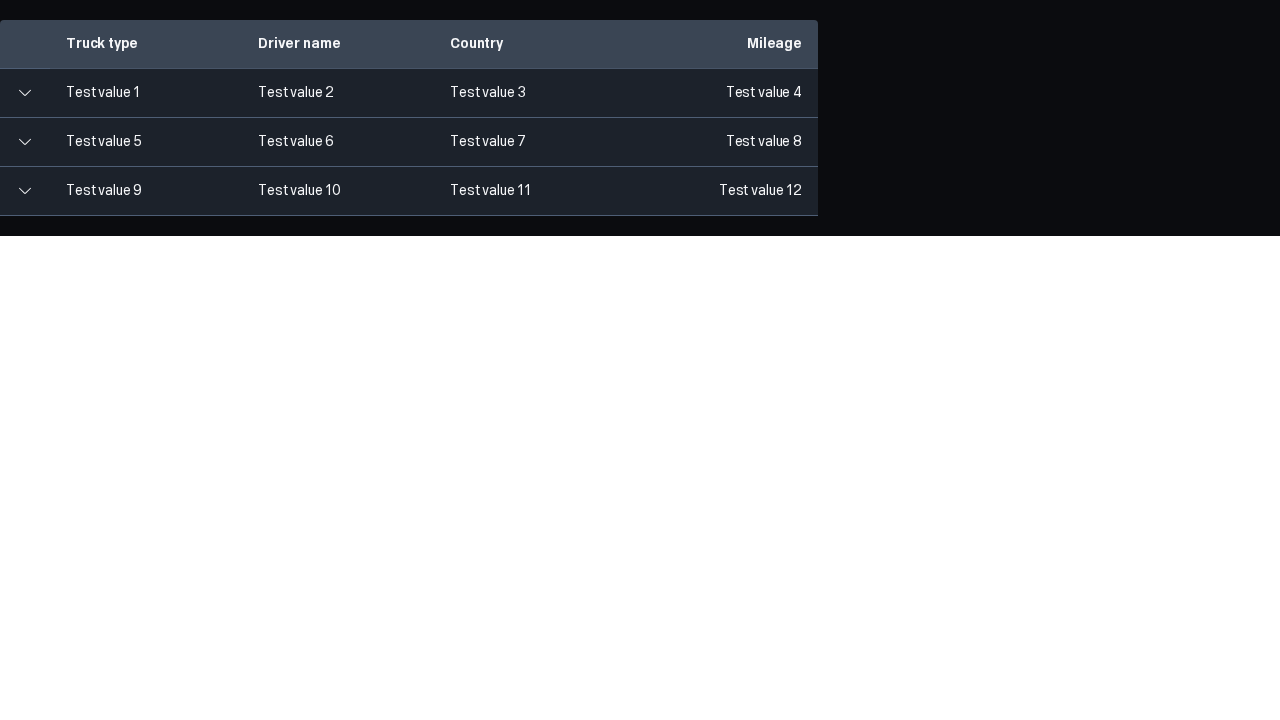 Truck type Driver name Country Mileage
Test value 1 Test value 2 Test value 3 Test value 4
Test value 5 Test value 6 Test value 7 Test value 8
Test value 9 Test value 10 Test value 11 Test value 12